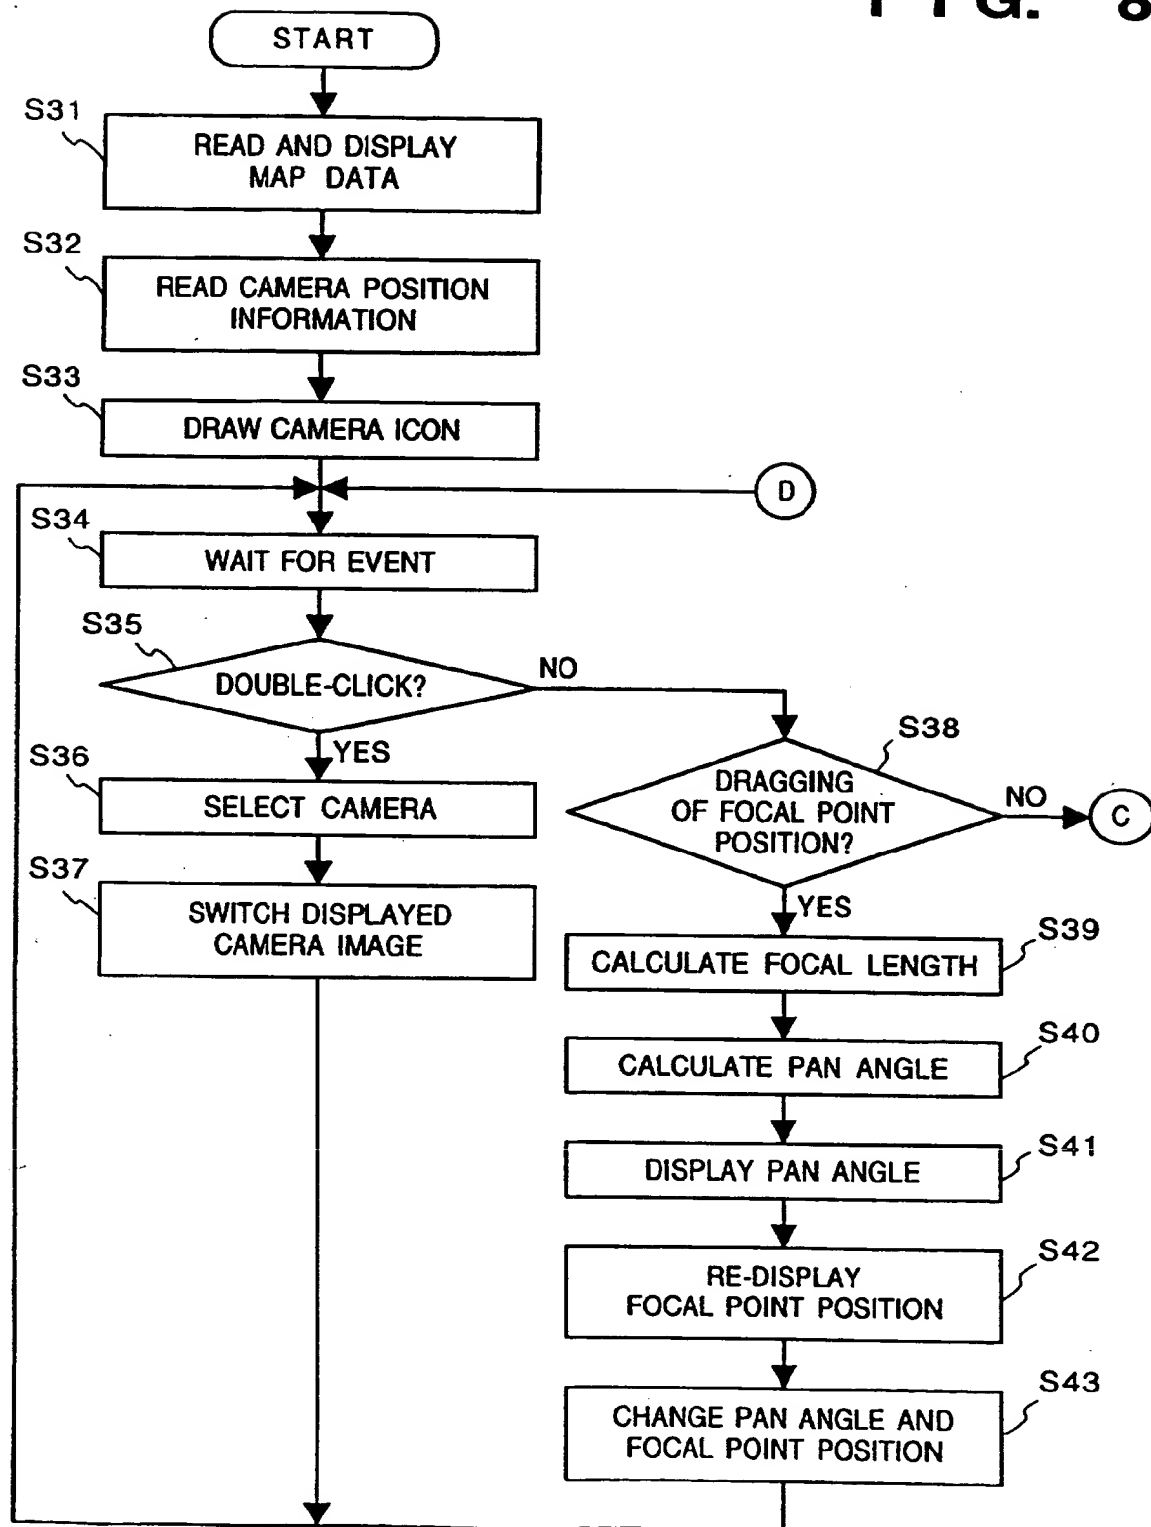 FIG. 8
START
S31
READ AND DISPLAY
MAP DATA
S32
READ CAMERA POSITION
INFORMATION
S33
DRAW CAMERA ICON
D
S34
WAIT FOR EVENT
S35
DOUBLE-CLICK?
NO
YES
S36
SELECT CAMERA
S37
SWITCH DISPLAYED
CAMERA IMAGE
S38
DRAGGING
OF FOCAL POINT
POSITION?
NO
C
YES
S39
CALCULATE FOCAL LENGTH
S40
CALCULATE PAN ANGLE
S41
DISPLAY PAN ANGLE
S42
RE-DISPLAY
FOCAL POINT POSITION
S43
CHANGE PAN ANGLE AND
FOCAL POINT POSITION